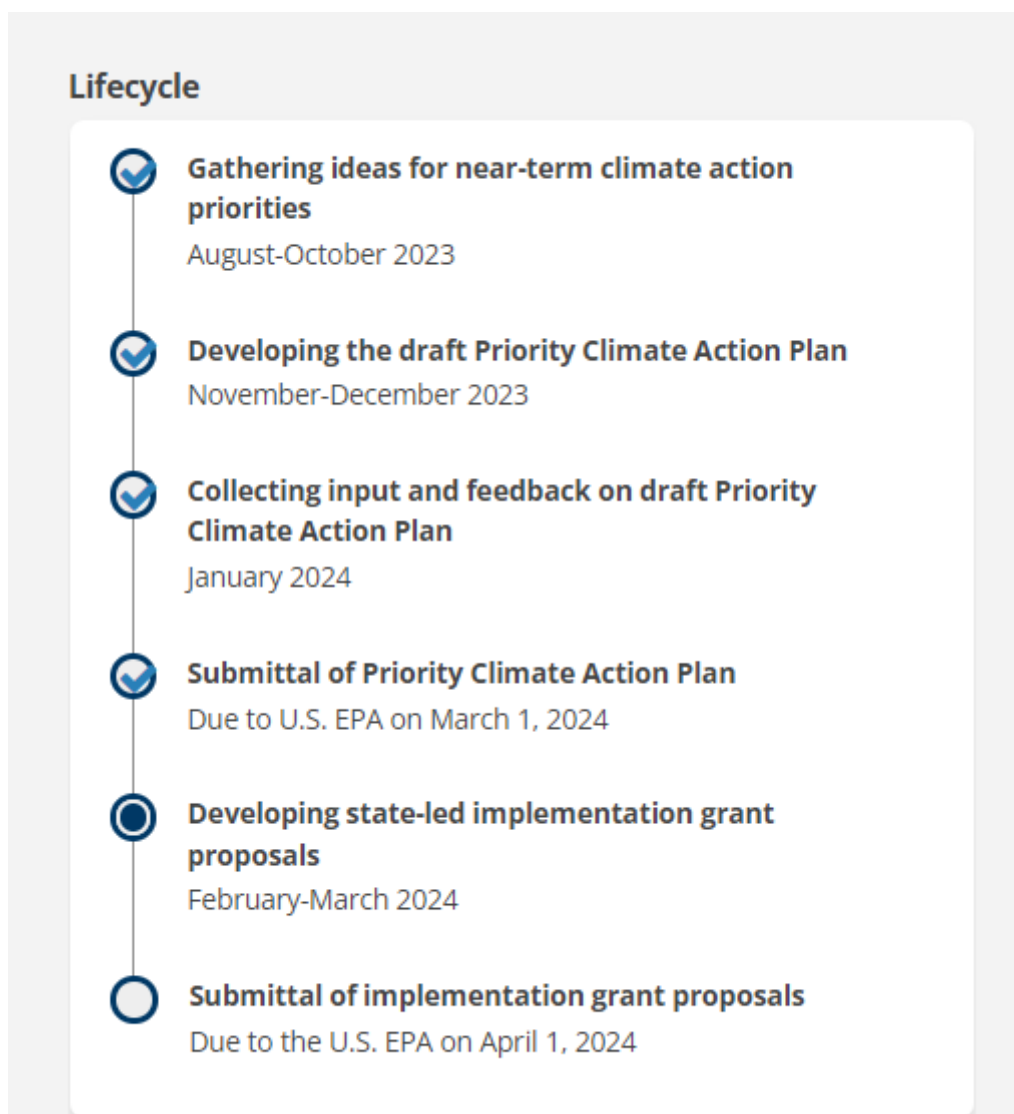 Lifecycle
Gathering ideas for near-term climate action
priorities
August-October 2023
Developing the draft Priority Climate Action Plan
November-December 2023
Collecting input and feedback on draft Priority
Climate Action Plan
January 2024
Submittal of Priority Climate Action Plan
Due to U.S. EPA on March 1, 2024
Developing state-led implementation grant
proposals
February-March 2024
Submittal of implementation grant proposals
Due to the U.S. EPA on April 1, 2024